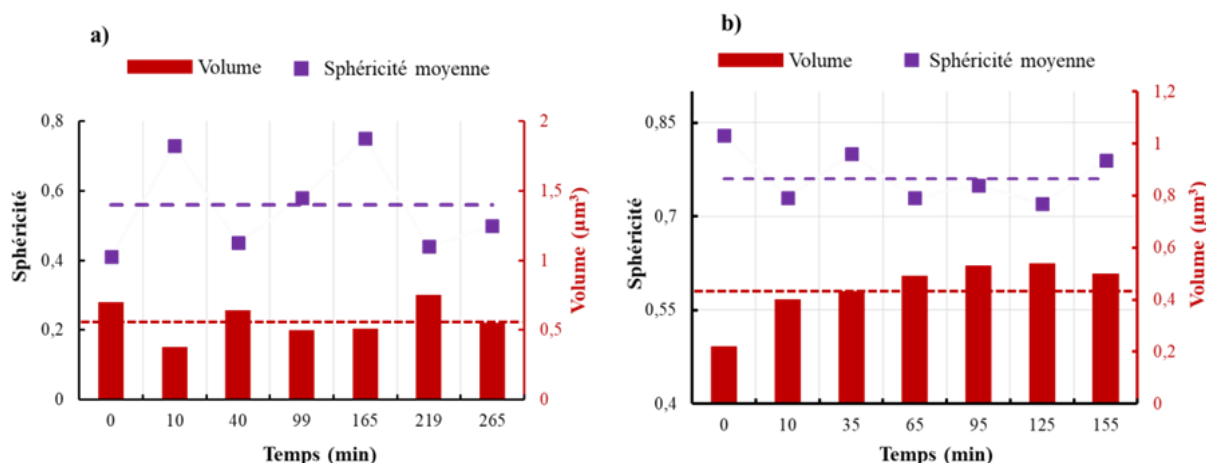 a)
Volume
Sphéricité moyenne
Sphéricité
0,8
0,6
0,4
0,2
0
2
1,5
1
0,5
0
Volume (µm³)
0 10 40 99 165 219 265
Temps (min)
b)
Volume
Sphéricité moyenne
Sphéricité
0,85
0,7
0,55
0,4
1,2
1
0,8
0,6
0,4
0,2
0
Volume (µm³)
0 10 35 65 95 125 155
Temps (min)